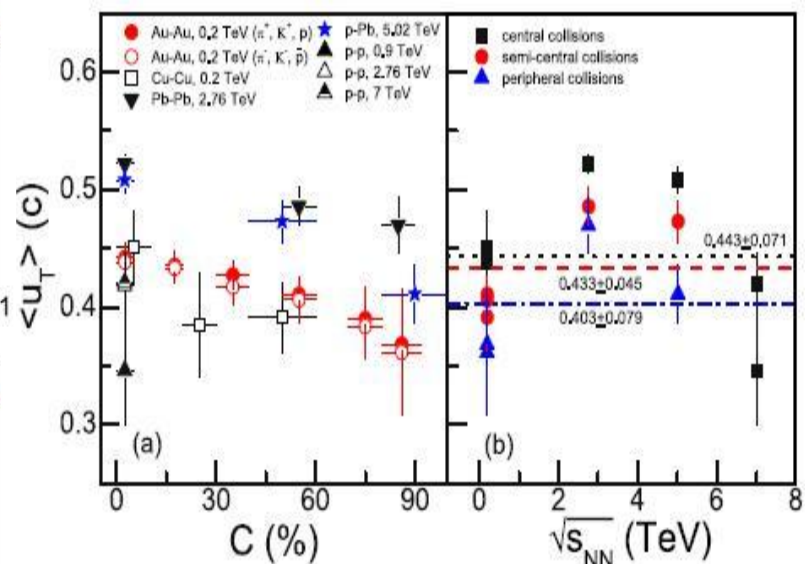 Au-Au, 0.2 TeV (π⁺, K⁺, p)
Au-Au, 0.2 TeV (π⁻, K⁻, p̄)
Cu-Cu, 0.2 TeV
Pb-Pb, 2.76 TeV
p-Pb, 5.02 TeV
p-p, 0.9 TeV
p-p, 2.76 TeV
p-p, 7 TeV
0.6
0.5
0.4
0.3
1
<u_T> (c)
(a)
0 30 60 90
C (%)
central collisions
semi-central collisions
peripheral collisions
0.443±0.071
0.433±0.045
0.403±0.079
(b)
0 2 4 6 8
√s_NN (TeV)